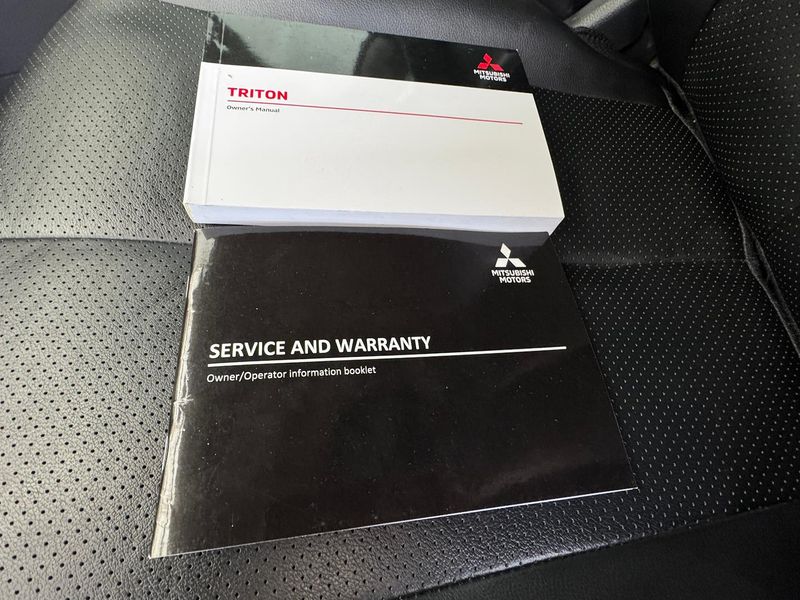 MITSUBISHI
MOTORS
TRITON
Owner's Manual
MITSUBISHI
MOTORS
SERVICE AND WARRANTY
Owner/Operator information booklet